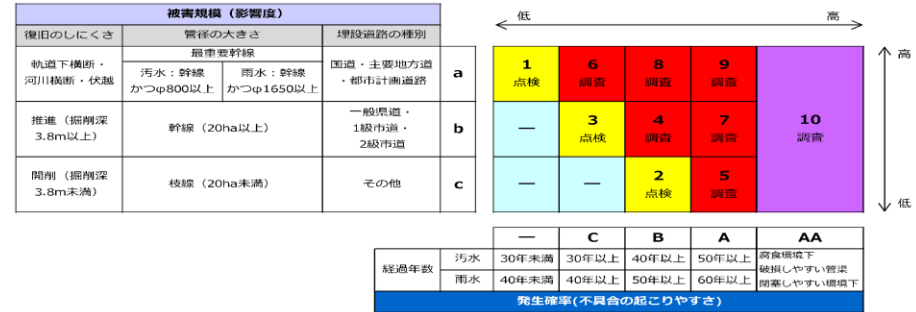 被害規模（影響度）
復旧のしにくさ 管径の大きさ 埋設道路の種別
軌道下横断・
河川横断・伏越
最重要幹線
汚水：幹線
かつφ800以上
雨水：幹線
かつφ1650以上
国道・主要地方道
・都市計画道路
a
推進（掘削深
3.8m以上）
幹線（20ha以上）
一般県道・
1級市道・
2級市道
b
開削（掘削深
3.8m未満）
枝線（20ha未満）
その他
c
低 高
1 6 8 9
点検 調査 調査 調査
— 3 4 7 10
点検 調査 調査 調査
— — 2 5
点検 調査
高
低
— C B A AA
経過年数
汚水 30年未満 30年以上 40年以上 50年以上
雨水 40年未満 40年以上 50年以上 60年以上
腐食環境下
破損しやすい管渠
閉塞しやすい環境下
発生確率(不具合の起こりやすさ)